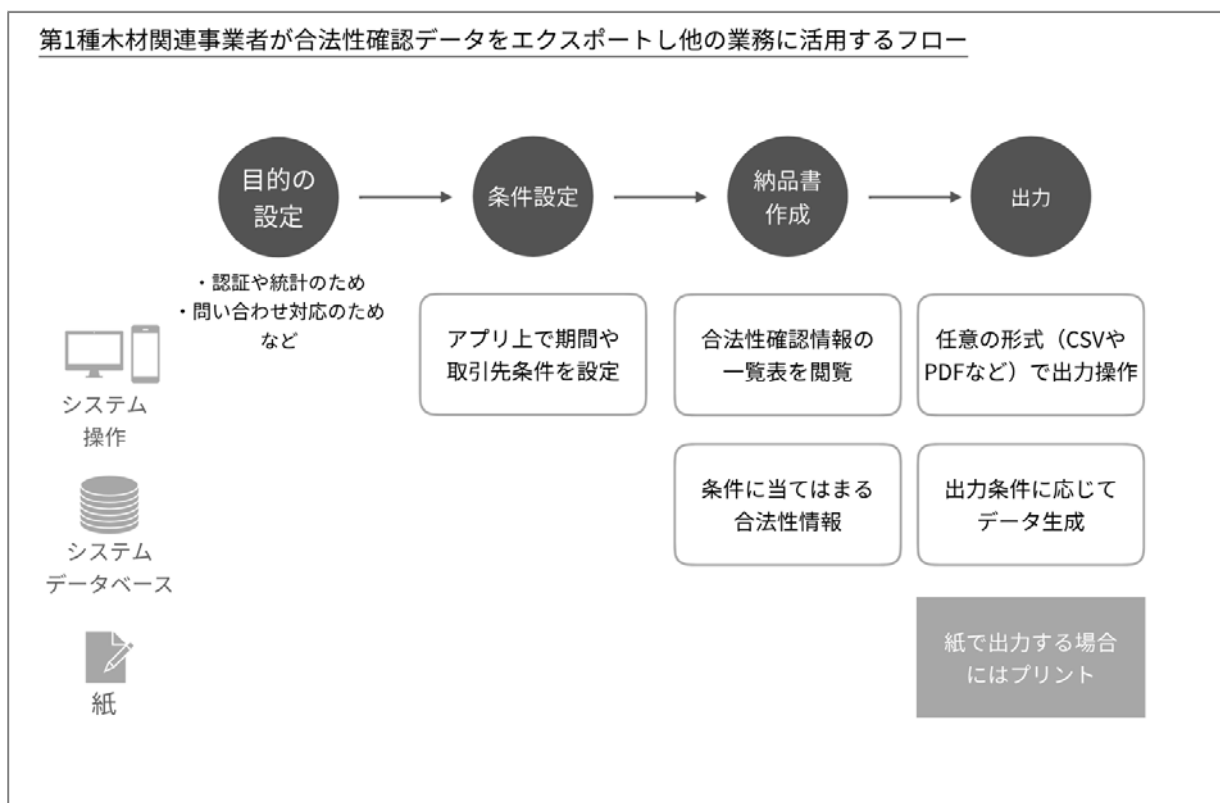 第1種木材関連事業者が合法性確認データをエクスポートし他の業務に活用するフロー
目的の
設定
条件設定
納品書
作成
出力
・認証や統計のため
・問い合わせ対応のため
など
システム
操作
アプリ上で期間や
取引先条件を設定
合法性確認情報の
一覧表を閲覧
任意の形式（CSVや
PDFなど）で出力操作
システム
データベース
条件に当てはまる
合法性情報
出力条件に応じて
データ生成
紙
紙で出力する場合
にはプリント